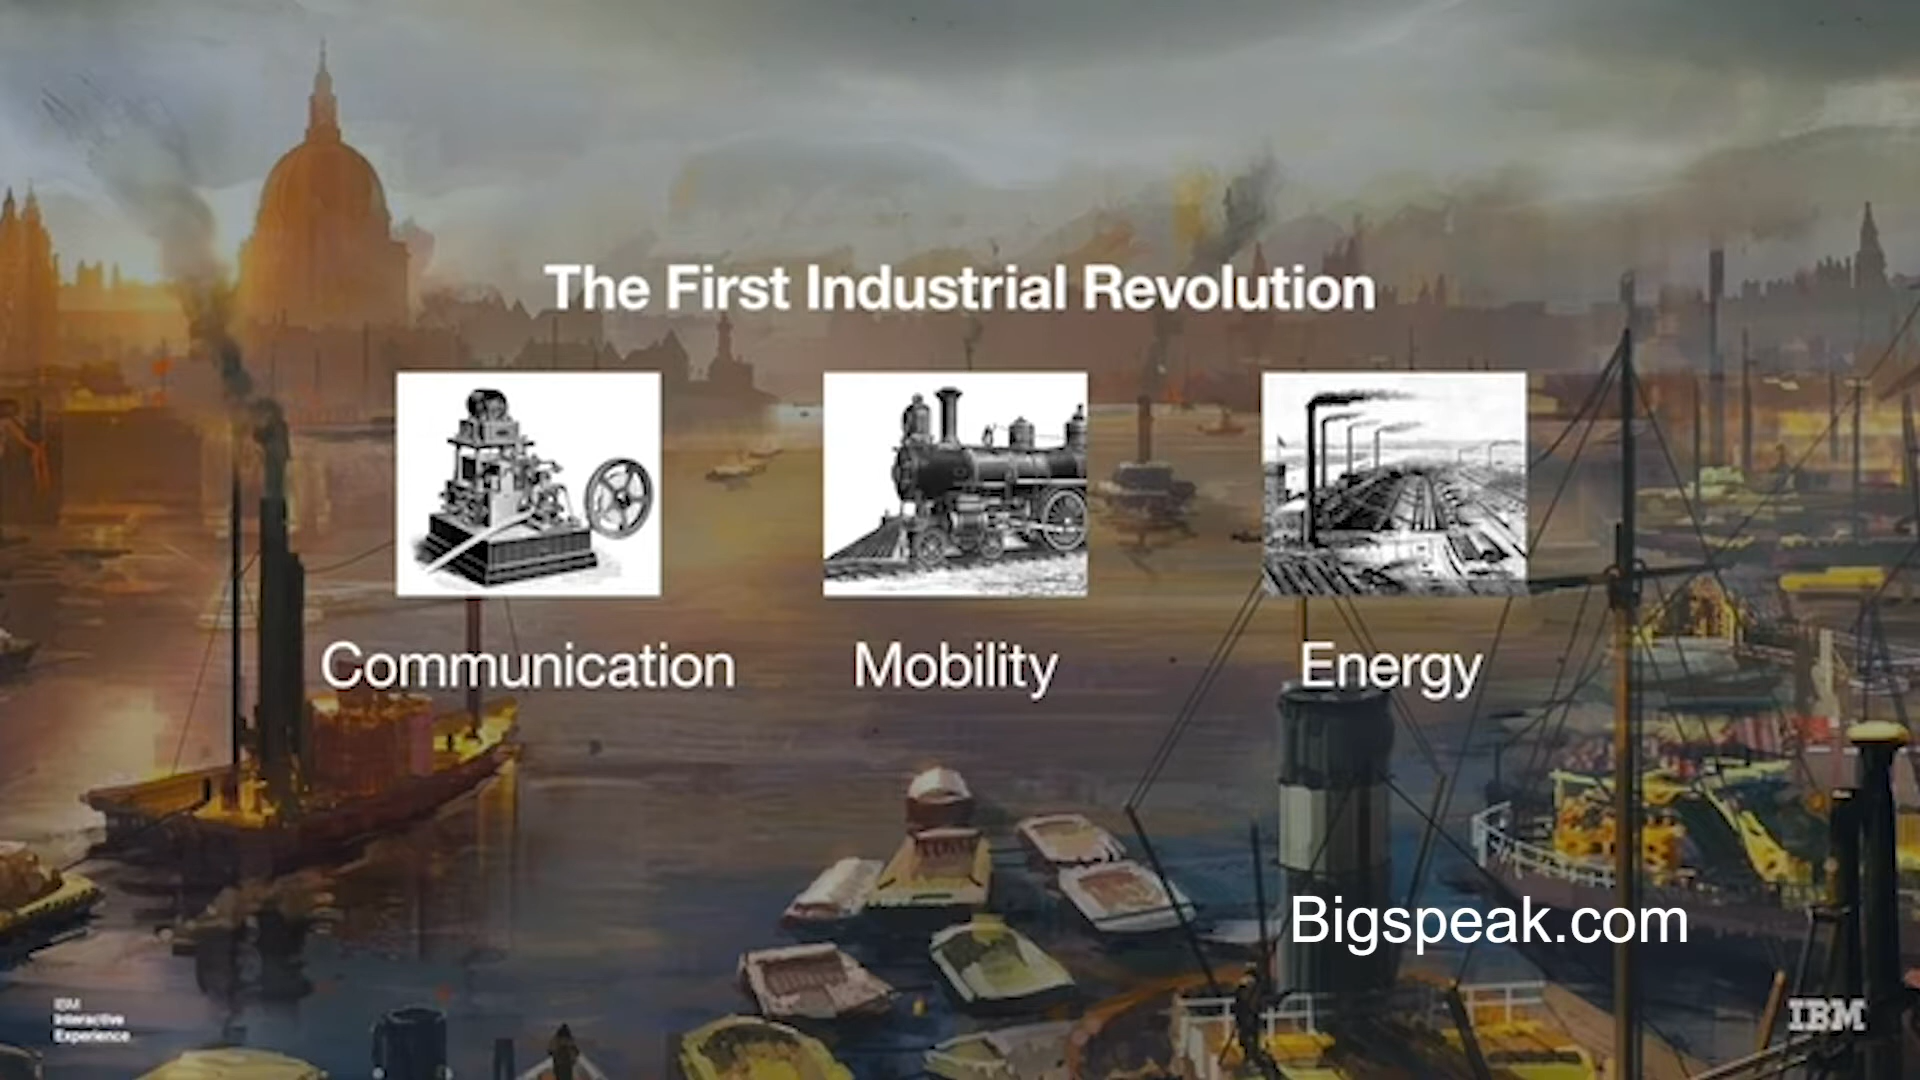 The First Industrial Revolution
Communication
Mobility
Energy
Bigspeak.com
IBM
Interactive
Experience
IBM